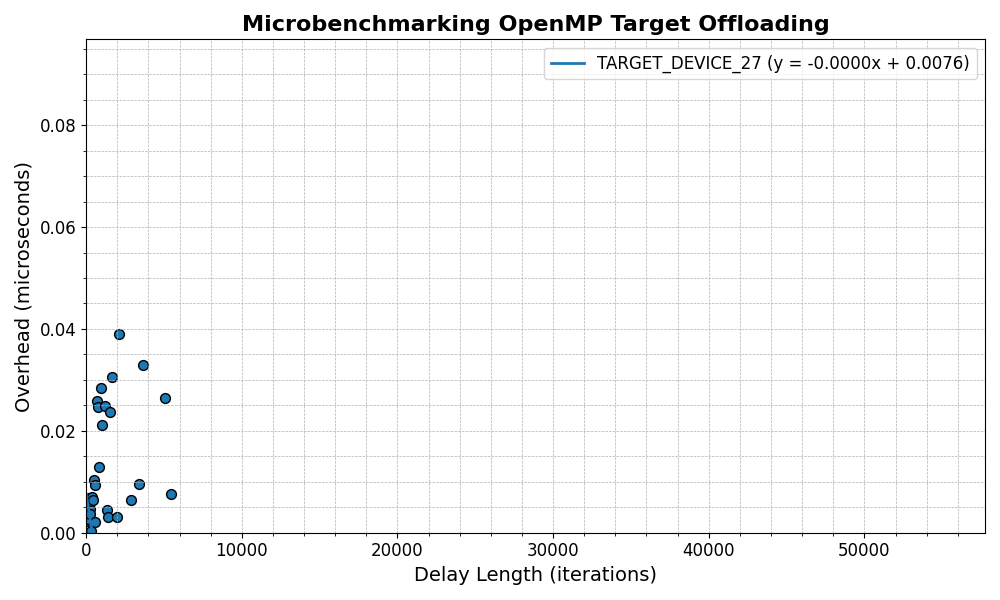 Microbenchmarking OpenMP Target Offloading
TARGET_DEVICE_27 (y = -0.0000x + 0.0076)
Overhead (microseconds)
0.08
0.06
0.04
0.02
0.00
0 10000 20000 30000 40000 50000
Delay Length (iterations)